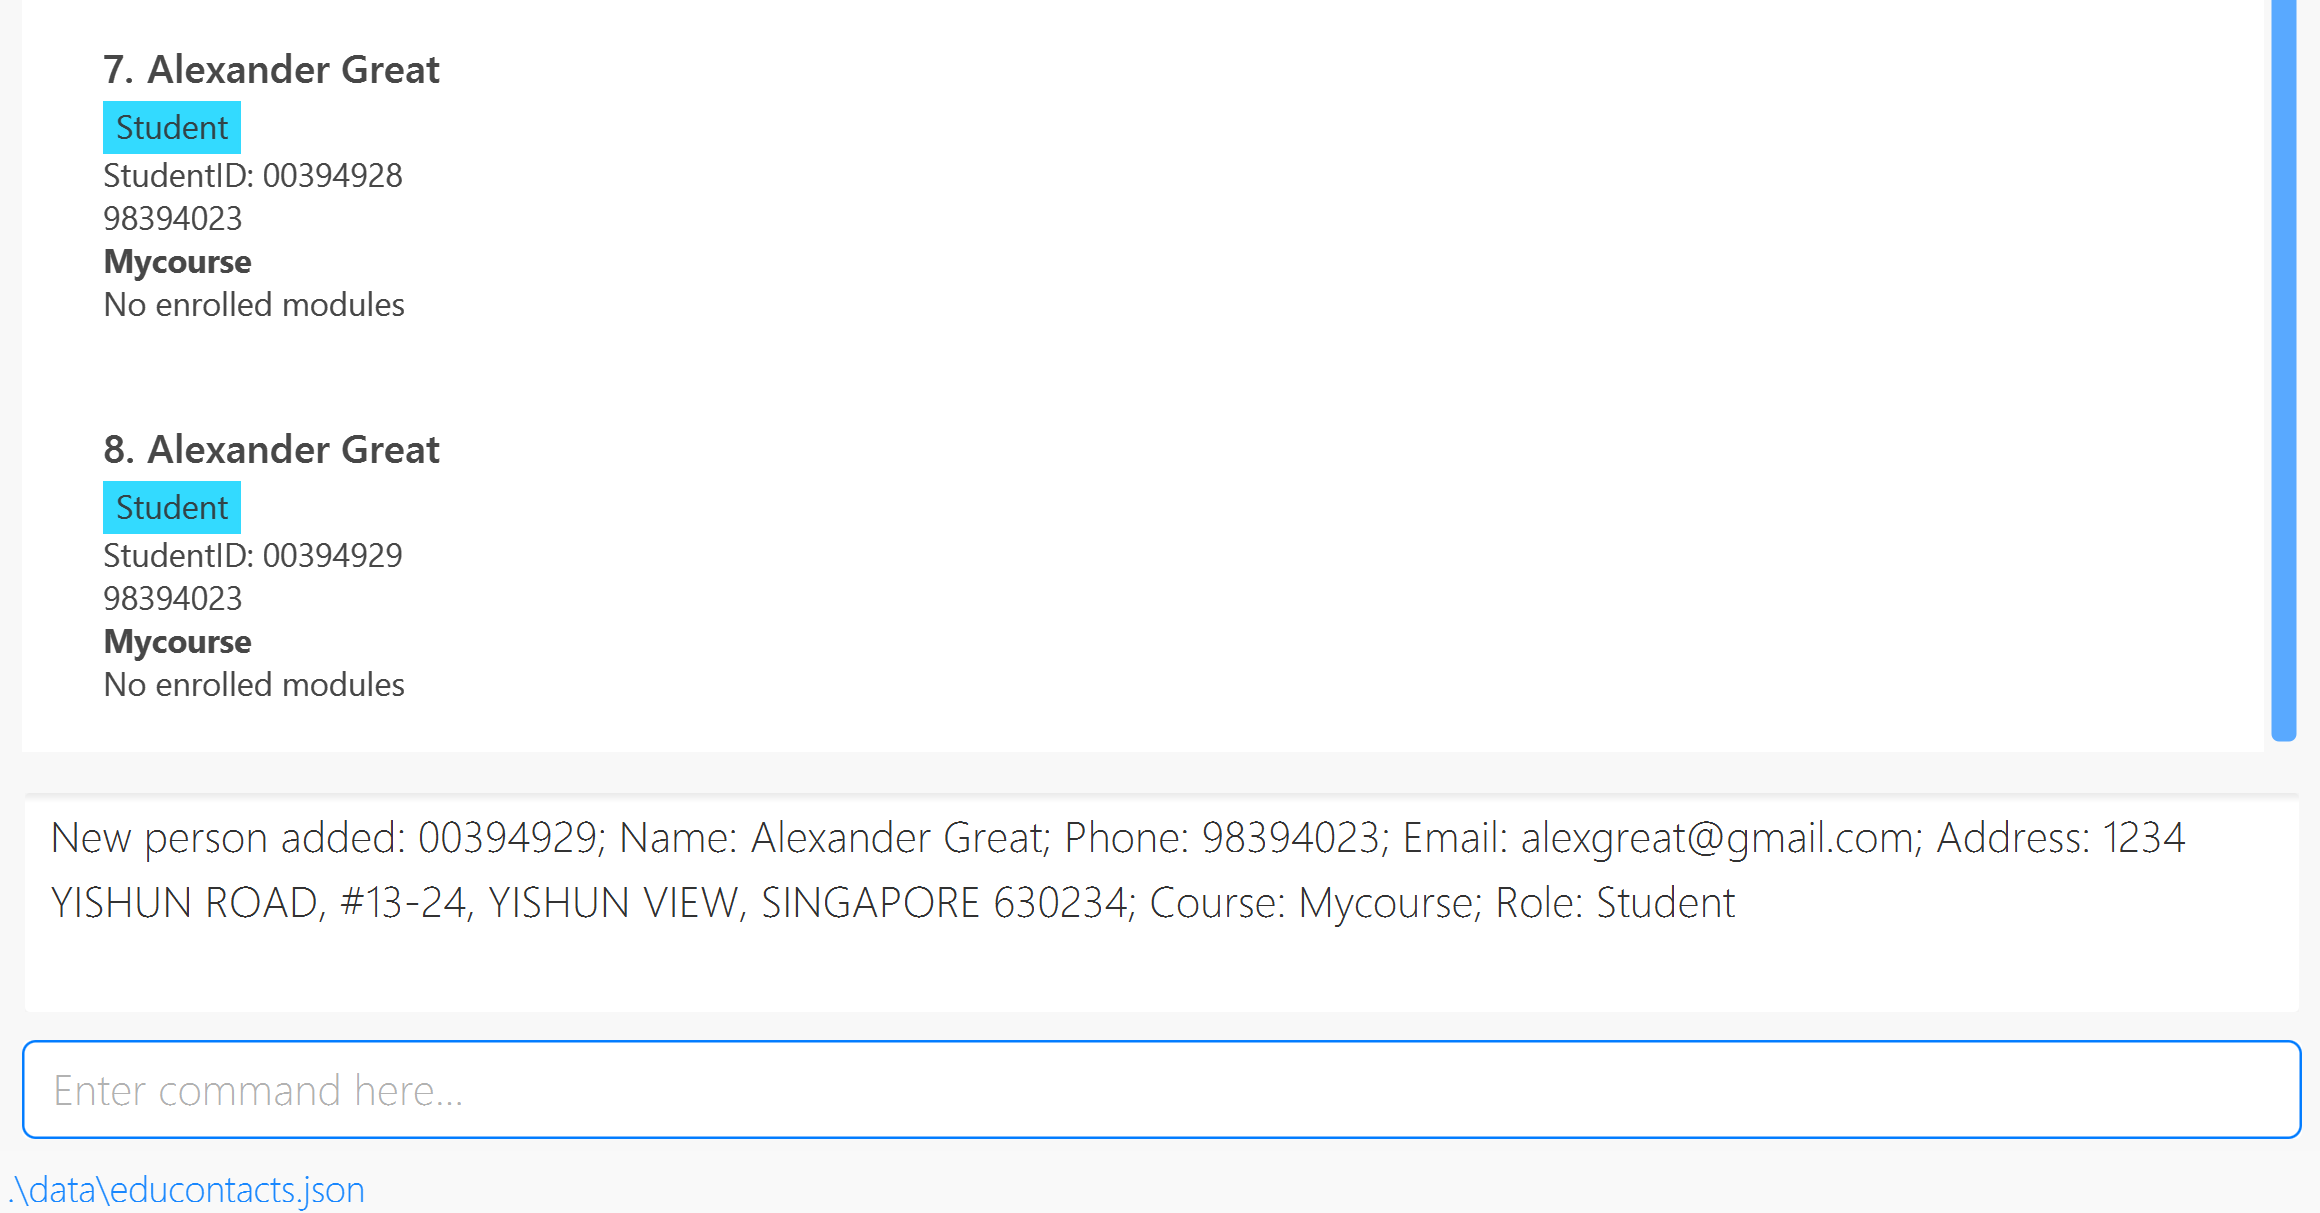 7. Alexander Great
Student
StudentID: 00394928
98394023
Mycourse
No enrolled modules
8. Alexander Great
Student
StudentID: 00394929
98394023
Mycourse
No enrolled modules
New person added: 00394929; Name: Alexander Great; Phone: 98394023; Email: alexgreat@gmail.com; Address: 1234
YISHUN ROAD, #13-24, YISHUN VIEW, SINGAPORE 630234; Course: Mycourse; Role: Student
Enter command here...
.\data\educontacts.json